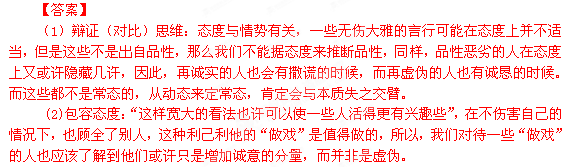 【答案】
（1）辩证（对比）思维：态度与情势有关，一些无伤大雅的言行可能在态度上并不适
当，但是这些不是出自品性，那么我们不能据态度来推断品性，同样，品性恶劣的人在态度
上又或许隐藏几许，因此，再诚实的人也会有撒谎的时候，而再虚伪的人也有诚恳的时候。
而这些都不是常态的，从动态来定常态，肯定会与本质失之交臂。
（2)包容态度：“这样宽大的看法也许可以使一些人活得更有兴趣些”，在不伤害自己的
情况下，也顾全了别人，这种利己利他的“做戏”是值得做的，所以，我们对待一些“做戏”
的人也应该了解到他们或许只是增加诚意的分量，而并非是虚伪。